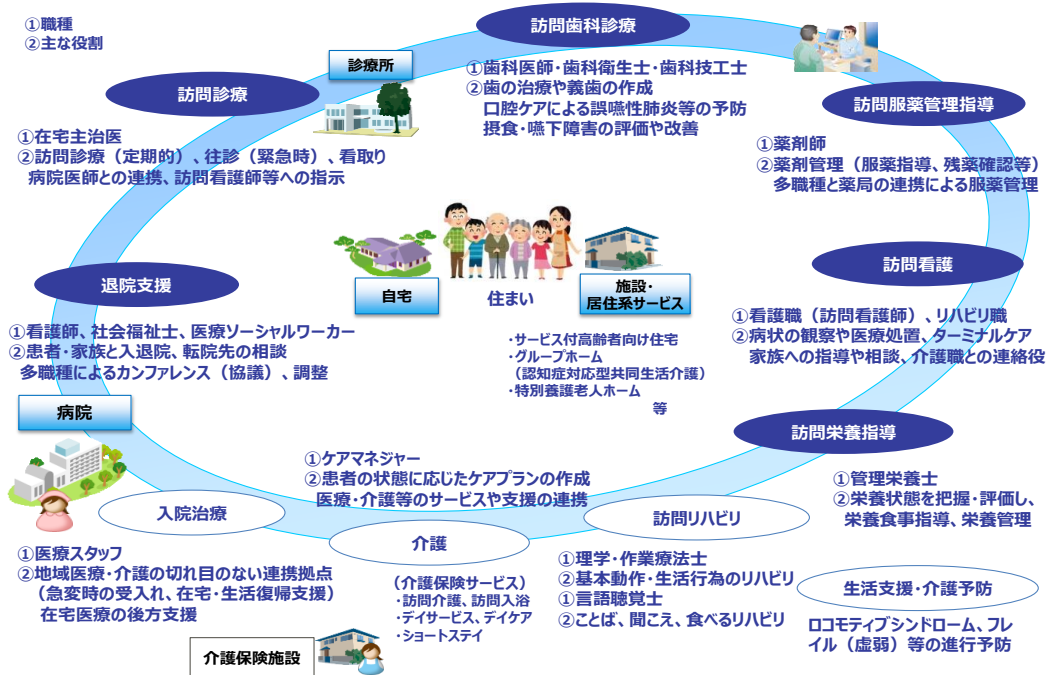 ①職種
②主な役割
訪問歯科診療
①歯科医師・歯科衛生士・歯科技工士
②歯の治療や義歯の作成
口腔ケアによる誤嚥性肺炎等の予防
摂食・嚥下障害の評価や改善
診療所
訪問診療
①在宅主治医
②訪問診療（定期的）、往診（緊急時）、看取り
病院医師との連携、訪問看護師等への指示
訪問服薬管理指導
①薬剤師
②薬剤管理（服薬指導、残薬確認等）
多職種と薬局の連携による服薬管理
自宅
住まい
施設・
居住系サービス
・サービス付高齢者向け住宅
・グループホーム
（認知症対応型共同生活介護）
・特別養護老人ホーム
等
訪問看護
①看護職（訪問看護師）、リハビリ職
②病状の観察や医療処置、ターミナルケア
家族への指導や相談、介護職との連絡役
退院支援
①看護師、社会福祉士、医療ソーシャルワーカー
②患者・家族と入退院、転院先の相談
多職種によるカンファレンス（協議）、調整
病院
訪問栄養指導
①管理栄養士
②栄養状態を把握・評価し、
栄養食事指導、栄養管理
①ケアマネジャー
②患者の状態に応じたケアプランの作成
医療・介護等のサービスや支援の連携
入院治療
①医療スタッフ
②地域医療・介護の切れ目のない連携拠点
（急変時の受入れ、在宅・生活復帰支援）
在宅医療の後方支援
介護
（介護保険サービス）
・訪問介護、訪問入浴
・デイサービス、デイケア
・ショートステイ
訪問リハビリ
①理学・作業療法士
②基本動作・生活行為のリハビリ
①言語聴覚士
②ことば、聞こえ、食べるリハビリ
生活支援・介護予防
ロコモティブシンドローム、フレ
イル（虚弱）等の進行予防
介護保険施設